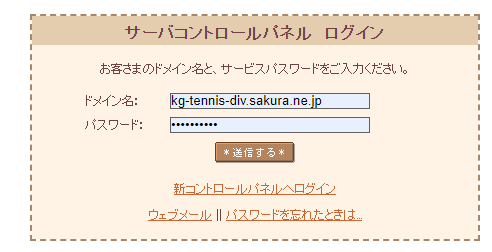 サーバコントロールパネル ログイン
お客さまのドメイン名と、サービスパスワードをご入力ください。
ドメイン名: kg-tennis-div.sakura.ne.jp
パスワード: ••••••••••
＊送信する＊
新コントロールパネルへログイン
ウェブメール || パスワードを忘れたときは...